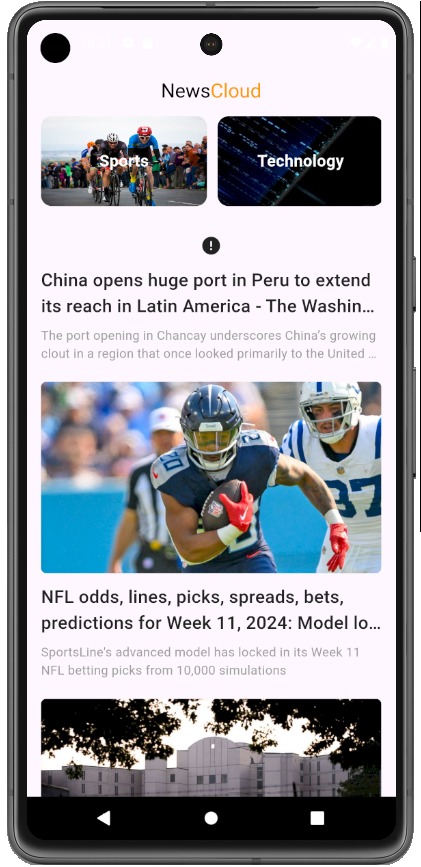 NewsCloud
Sports
Technology
China opens huge port in Peru to extend
its reach in Latin America - The Washin...
The port opening in Chancay underscores China's growing
clout in a region that once looked primarily to the United ...
NFL odds, lines, picks, spreads, bets,
predictions for Week 11, 2024: Model lo...
SportsLine's advanced model has locked in its Week 11
NFL betting picks from 10,000 simulations